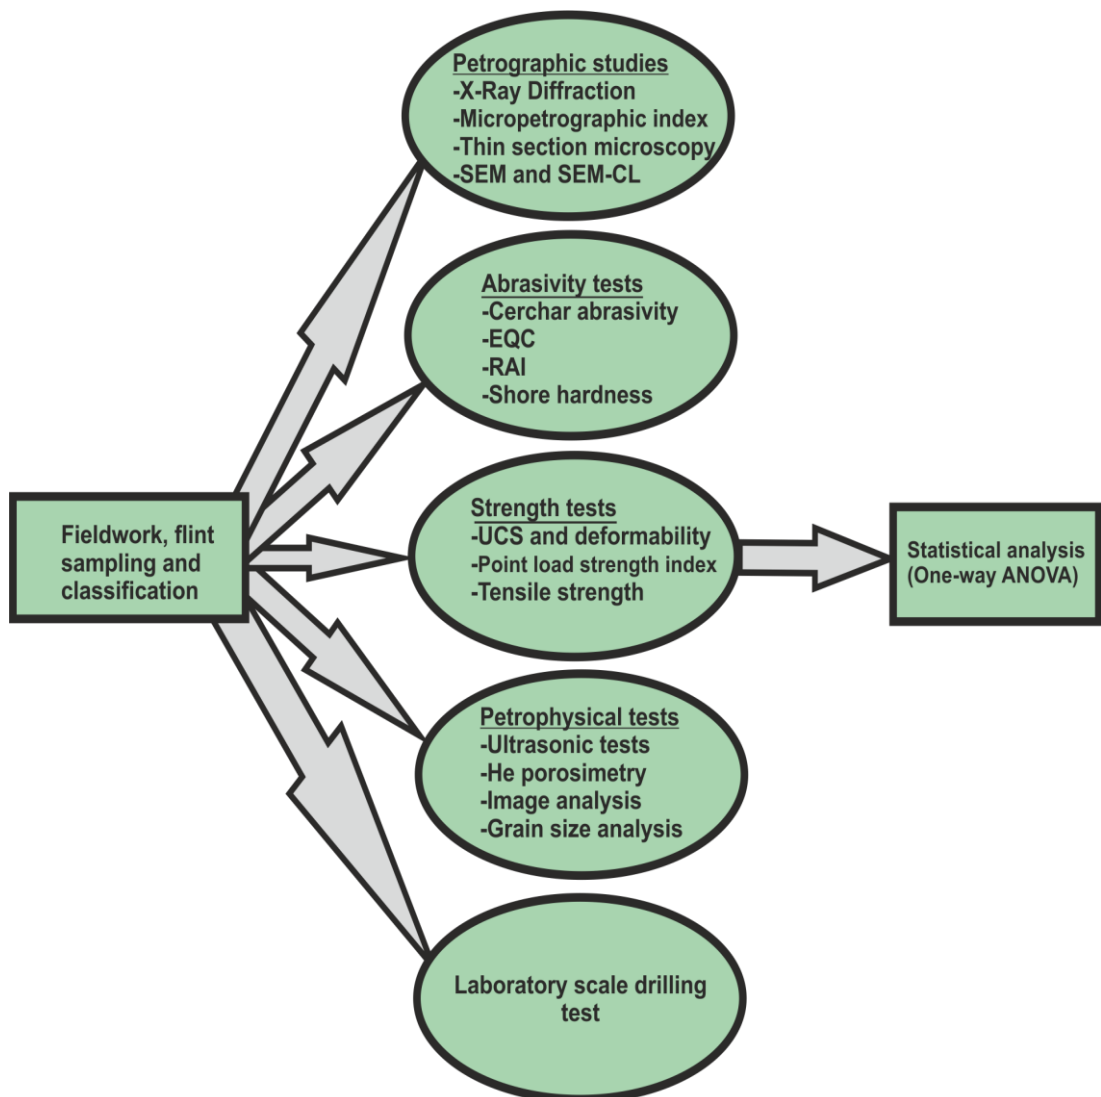 Petrographic studies
-X-Ray Diffraction
-Micropetrographic index
-Thin section microscopy
-SEM and SEM-CL
Abrasivity tests
-Cerchar abrasivity
-EQC
-RAI
-Shore hardness
Fieldwork, flint
sampling and
classification
Strength tests
-UCS and deformability
-Point load strength index
-Tensile strength
Statistical analysis
(One-way ANOVA)
Petrophysical tests
-Ultrasonic tests
-He porosimetry
-Image analysis
-Grain size analysis
Laboratory scale drilling
test